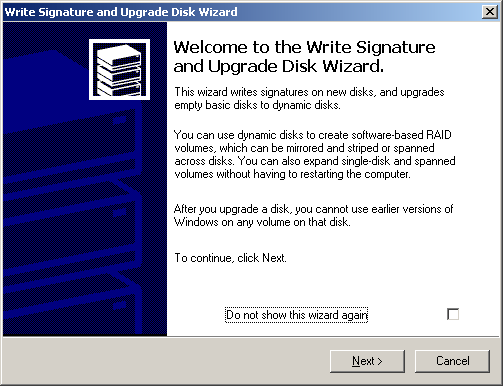 Write Signature and Upgrade Disk Wizard
Welcome to the Write Signature
and Upgrade Disk Wizard.
This wizard writes signatures on new disks, and upgrades
empty basic disks to dynamic disks.
You can use dynamic disks to create software-based RAID
volumes, which can be mirrored and striped or spanned
across disks. You can also expand single-disk and spanned
volumes without having to restarting the computer.
After you upgrade a disk, you cannot use earlier versions of
Windows on any volume on that disk.
To continue, click Next.
Do not show this wizard again
Next >
Cancel